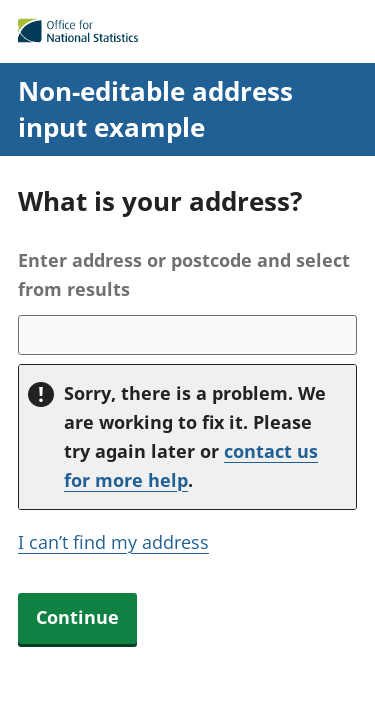 Office for
National Statistics
Non-editable address
input example
What is your address?
Enter address or postcode and select
from results
Sorry, there is a problem. We
are working to fix it. Please
try again later or contact us
for more help.
I can’t find my address
Continue